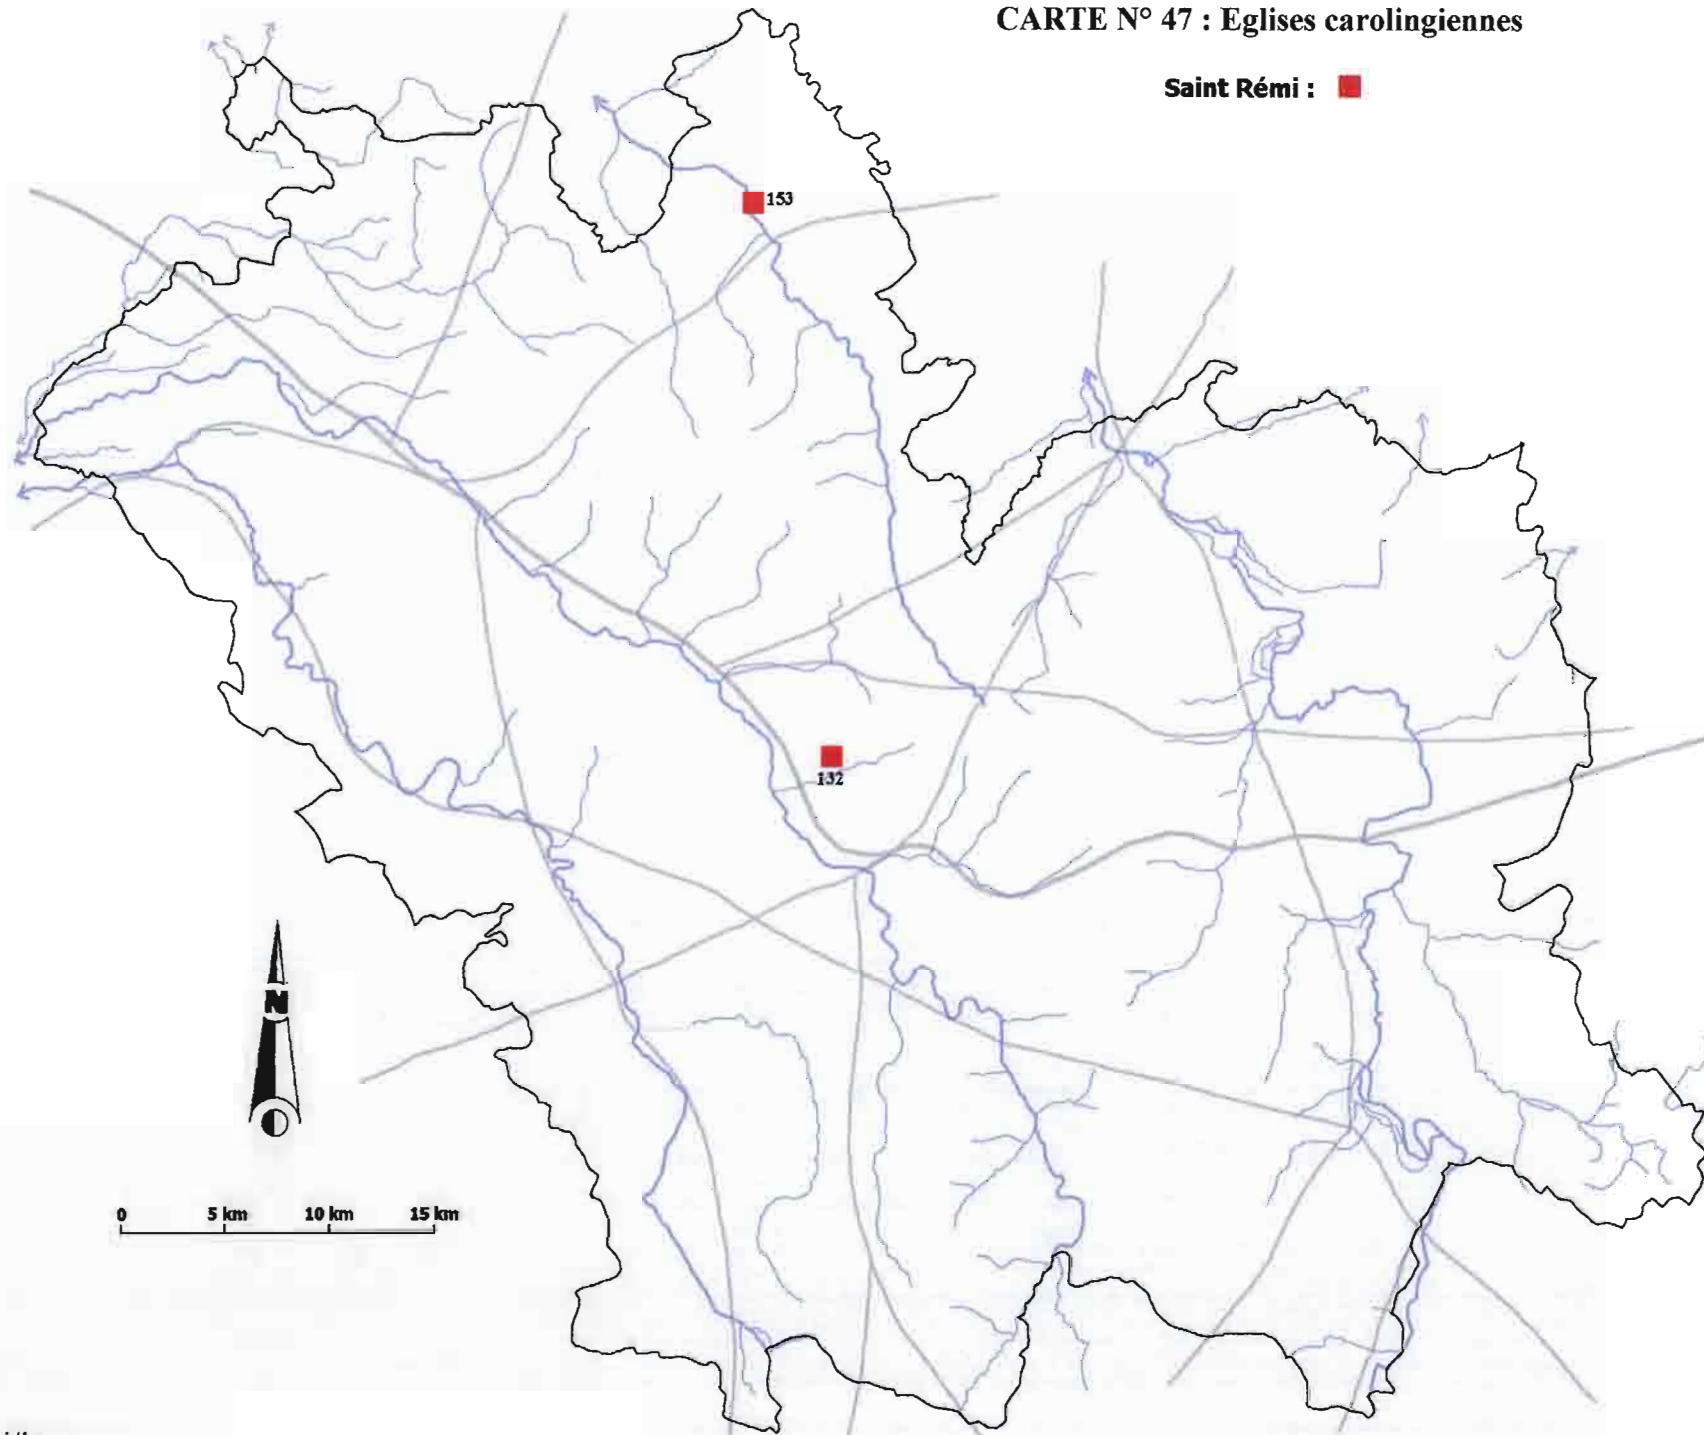 CARTE N° 47 : Eglises carolingiennes
Saint Rémi :
153
132
N
0 5 km 10 km 15 km